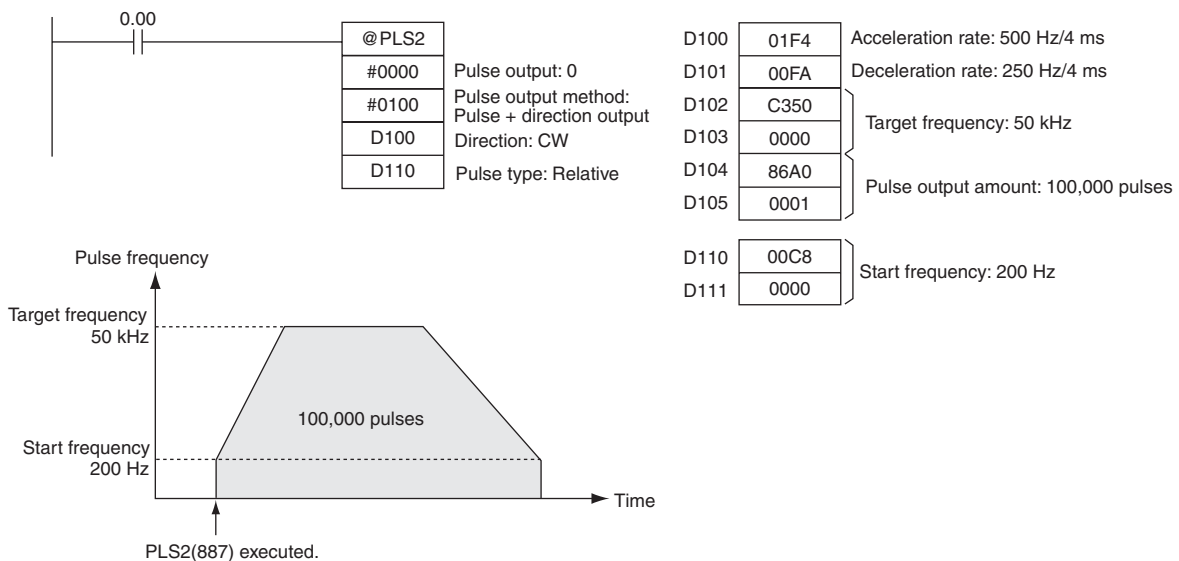 0.00
@PLS2
#0000 Pulse output: 0
#0100 Pulse output method:
Pulse + direction output
D100 Direction: CW
D110 Pulse type: Relative
D100 01F4 Acceleration rate: 500 Hz/4 ms
D101 00FA Deceleration rate: 250 Hz/4 ms
D102 C350
Target frequency: 50 kHz
D103 0000
D104 86A0
Pulse output amount: 100,000 pulses
D105 0001
D110 00C8
Start frequency: 200 Hz
D111 0000
Pulse frequency
Target frequency
50 kHz
100,000 pulses
Start frequency
200 Hz
Time
PLS2(887) executed.